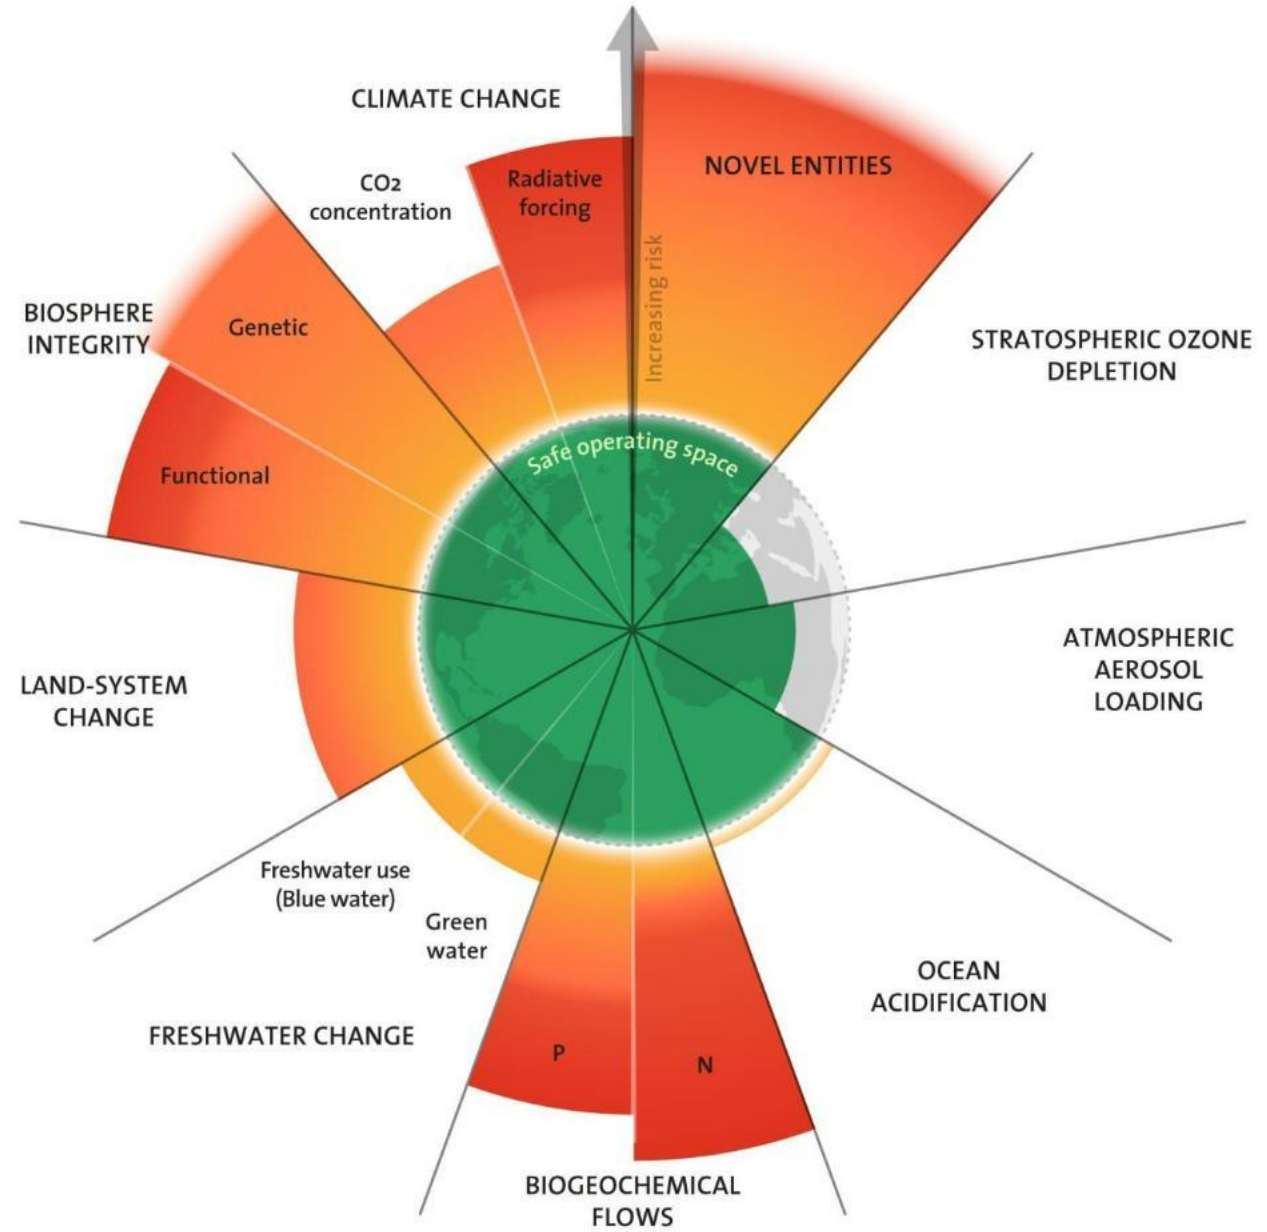 CLIMATE CHANGE
CO2
concentration
Radiative
forcing
NOVEL ENTITIES
Increasing risk
BIOSPHERE
INTEGRITY
Genetic
Functional
STRATOSPHERIC OZONE
DEPLETION
Safe operating space
ATMOSPHERIC
AEROSOL
LOADING
LAND-SYSTEM
CHANGE
Freshwater use
(Blue water)
Green
water
FRESHWATER CHANGE
OCEAN
ACIDIFICATION
P
N
BIOGEOCHEMICAL
FLOWS